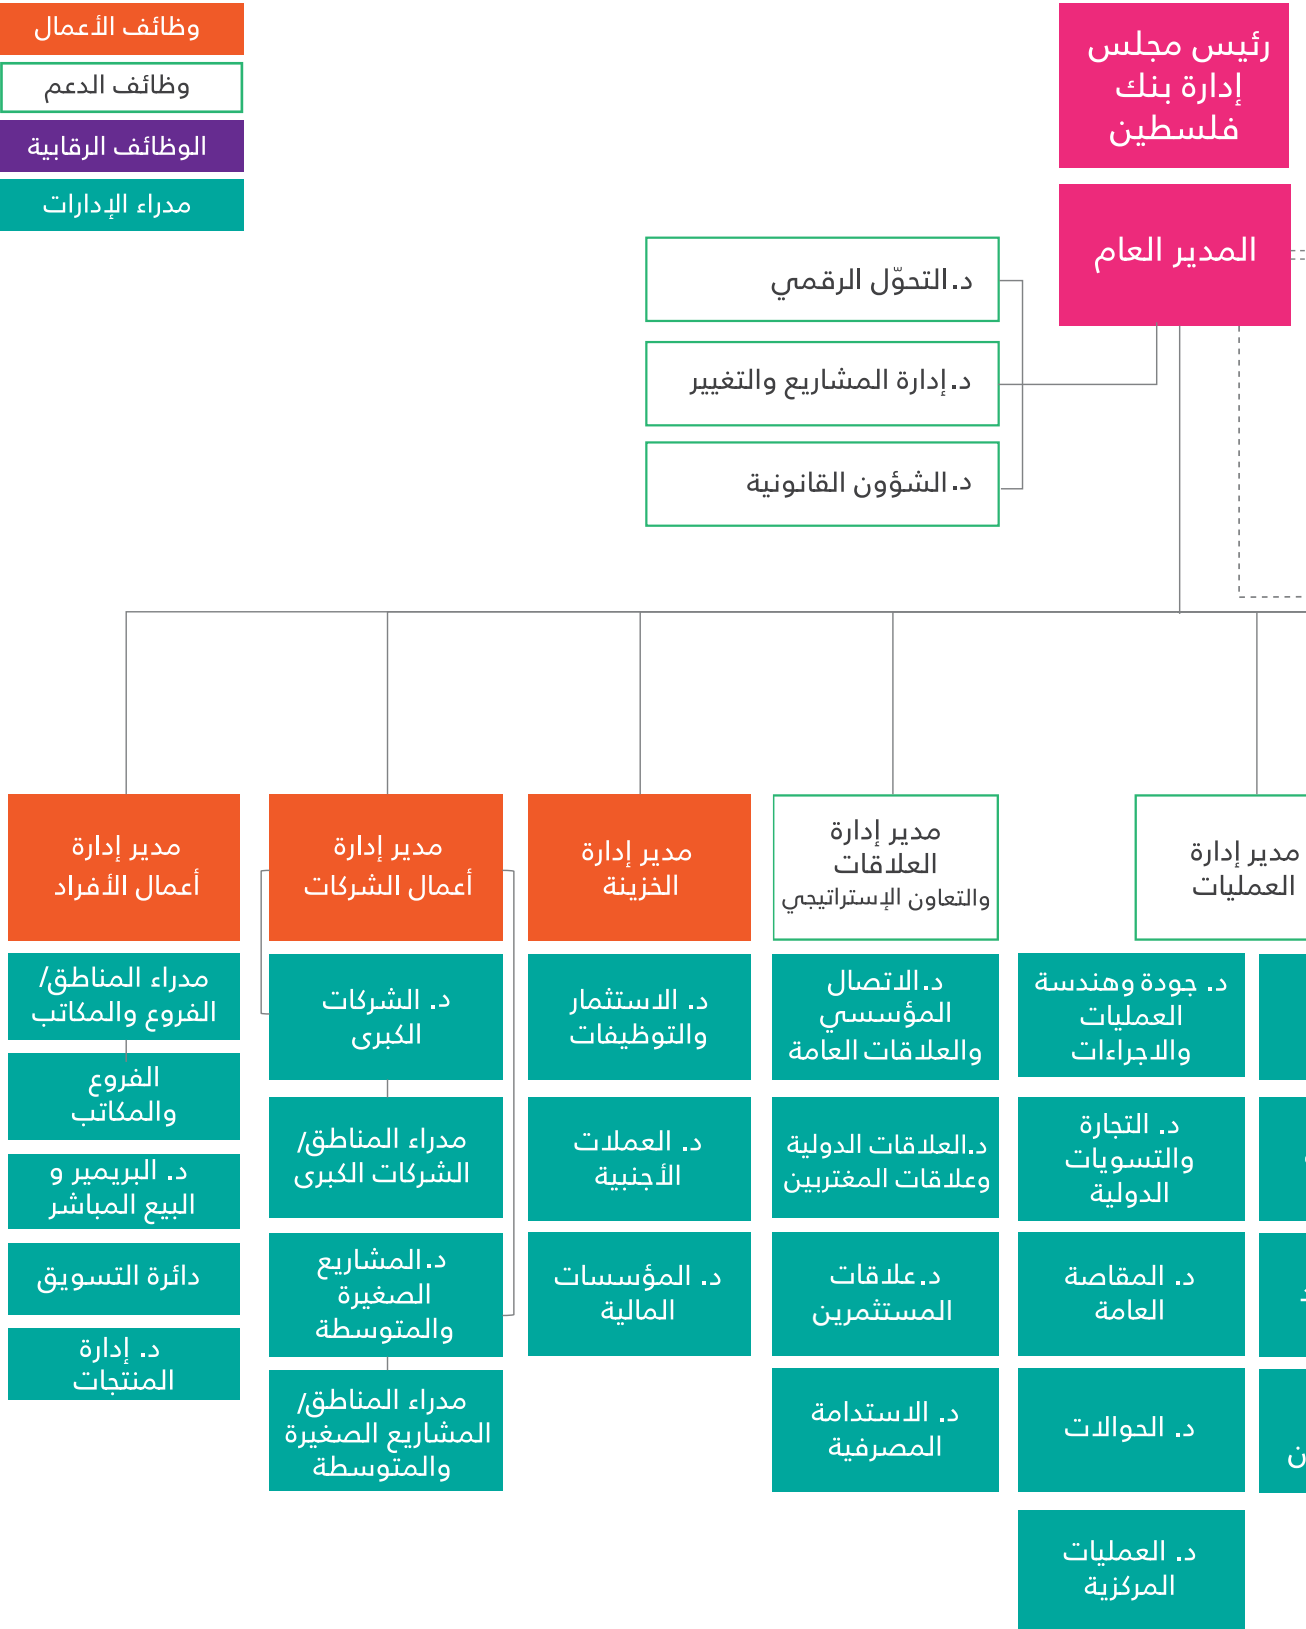 رئيس مجلس
إدارة بنك
فلسطين
المدير العام
وظائف الأعمال
وظائف الدعم
الوظائف الرقابية
مدراء الإدارات
د.التحوّل الرقمي
د.إدارة المشاريع والتغيير
د.الشؤون القانونية
مدير إدارة
العمليات
د. جودة وهندسة
العمليات
والاجراءات
د. التجارة
والتسويات
الدولية
د. المقاصة
العامة
د. الحوالات
د. العمليات
المركزية
مدير إدارة
العلاقات
والتعاون الإستراتيجي
د.الاتصال
المؤسسي
والعلاقات العامة
د.العلاقات الدولية
وعلاقات المغتربين
د.علاقات
المستثمرين
د. الاستدامة
المصرفية
مدير إدارة
الخزينة
د. الاستثمار
والتوظيفات
د. العملات
الأجنبية
د. المؤسسات
المالية
مدير إدارة
أعمال الشركات
د. الشركات
الكبرى
مدراء المناطق/
الشركات الكبرى
د.المشاريع
الصغيرة
والمتوسطة
مدراء المناطق/
المشاريع الصغيرة
والمتوسطة
مدير إدارة
أعمال الأفراد
مدراء المناطق/
الفروع والمكاتب
الفروع
والمكاتب
د. البريمير و
البيع المباشر
دائرة التسويق
د. إدارة
المنتجات